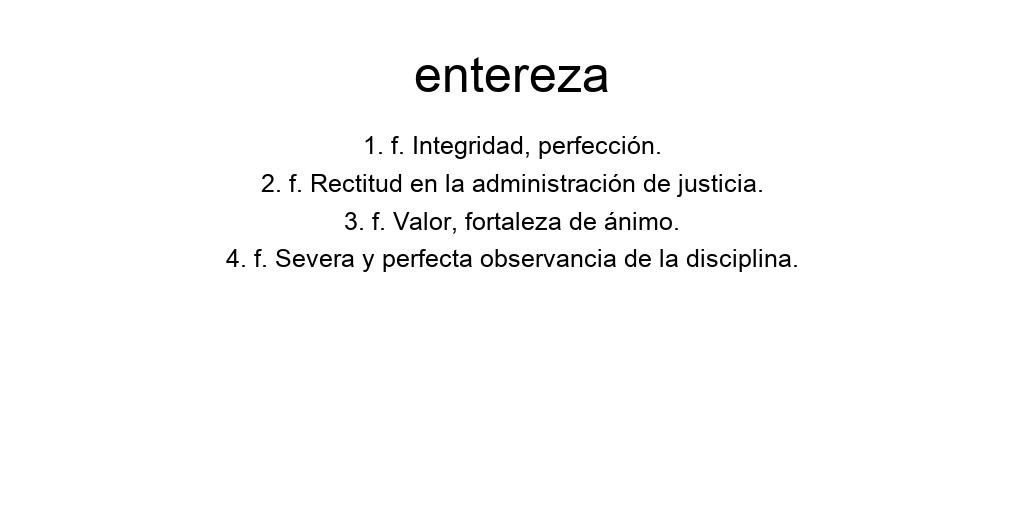 entereza
1. f. Integridad, perfección.
2. f. Rectitud en la administración de justicia.
3. f. Valor, fortaleza de ánimo.
4. f. Severa y perfecta observancia de la disciplina.